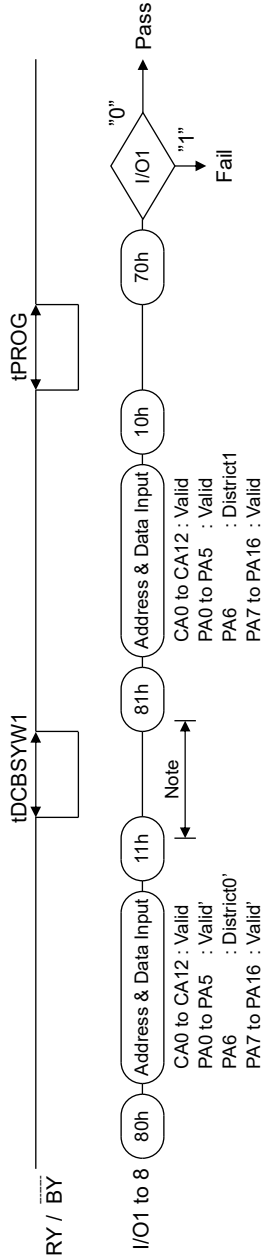 tDCBSYW1
tPROG
RY / BY
I/O1 to 8
80h
Address & Data Input
11h
81h
Address & Data Input
10h
70h
I/O1
"0"
Pass
"1"
Fail
Note
CA0 to CA12 : Valid
PA0 to PA5 : Valid'
PA6 : District0'
PA7 to PA16 : Valid'
CA0 to CA12 : Valid
PA0 to PA5 : Valid
PA6 : District1
PA7 to PA16 : Valid